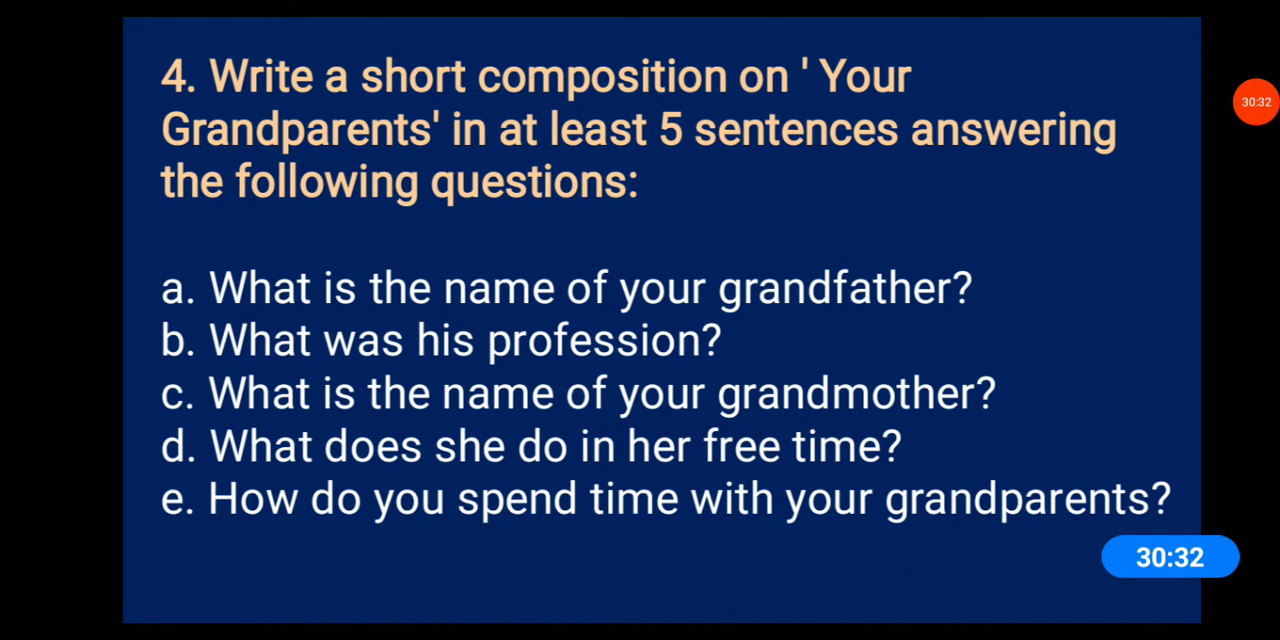 4. Write a short composition on ' Your
Grandparents' in at least 5 sentences answering
the following questions:
a. What is the name of your grandfather?
b. What was his profession?
c. What is the name of your grandmother?
d. What does she do in her free time?
e. How do you spend time with your grandparents?
30:32
30:32